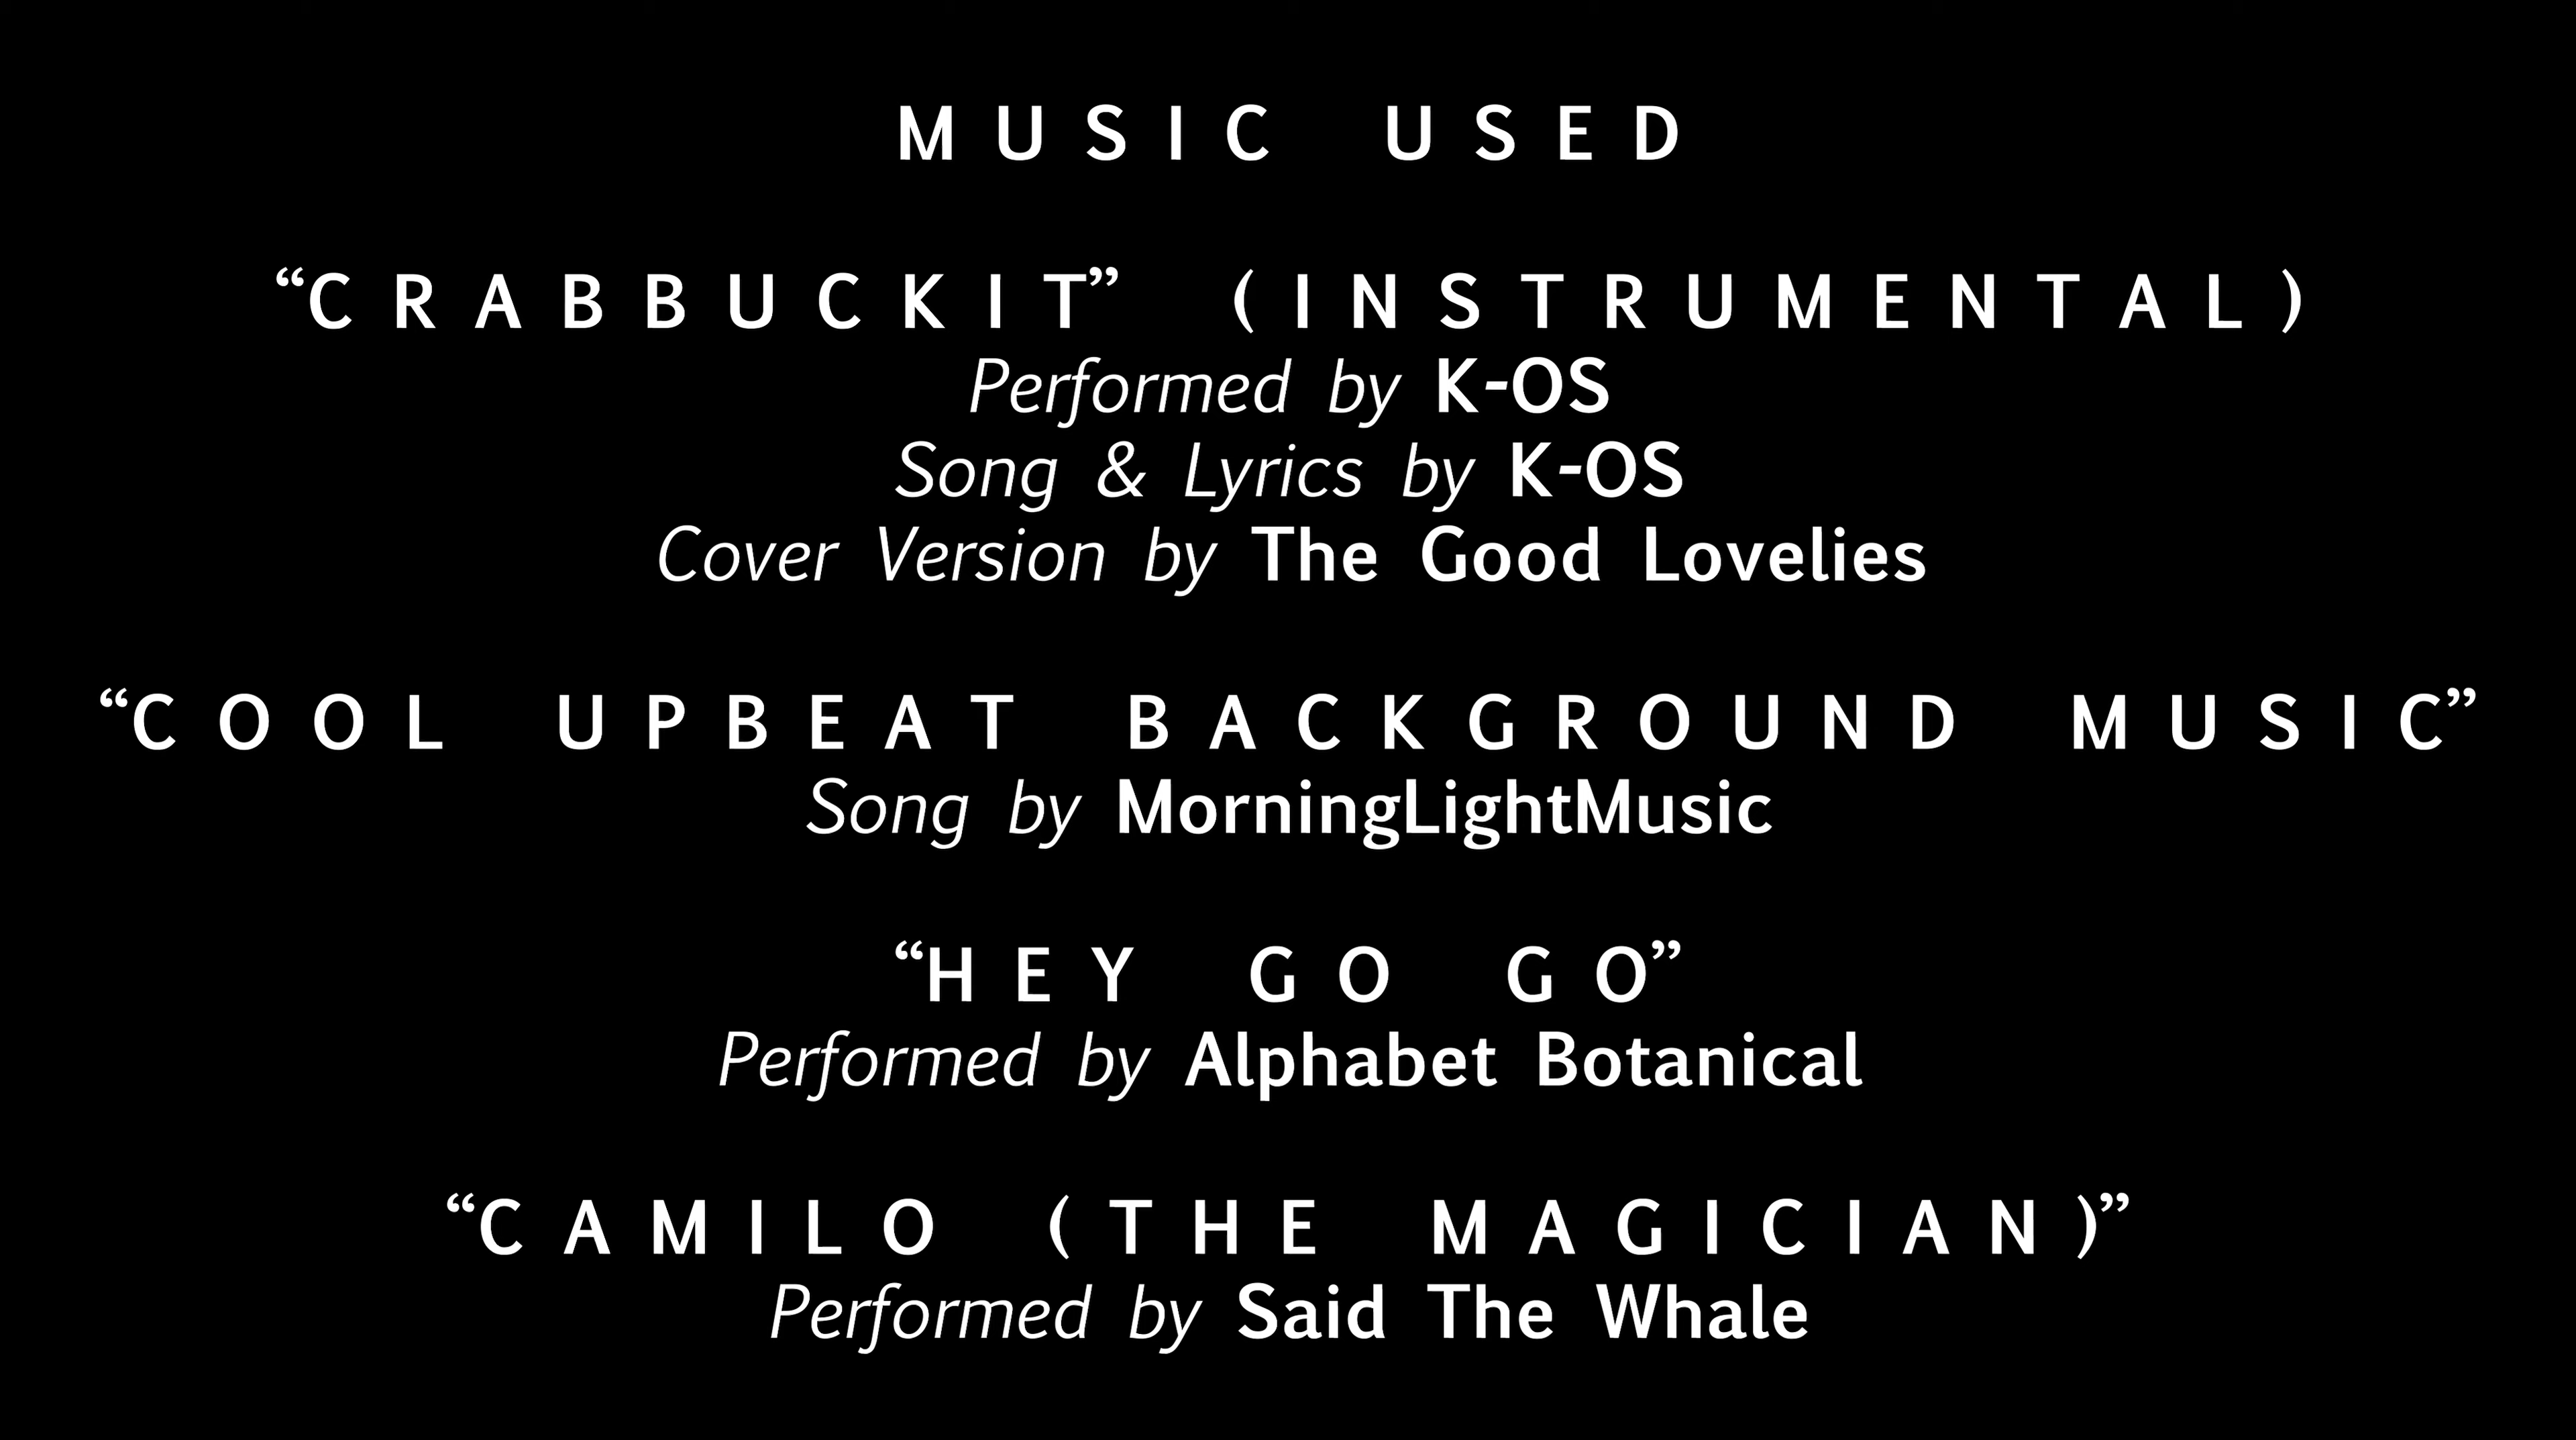 MUSIC USED
“CRABBUCKIT” (INSTRUMENTAL)
Performed by K-OS
Song & Lyrics by K-OS
Cover Version by The Good Lovelies
“COOL UPBEAT BACKGROUND MUSIC”
Song by MorningLightMusic
“HEY GO GO”
Performed by Alphabet Botanical
“CAMILO (THE MAGICIAN)”
Performed by Said The Whale